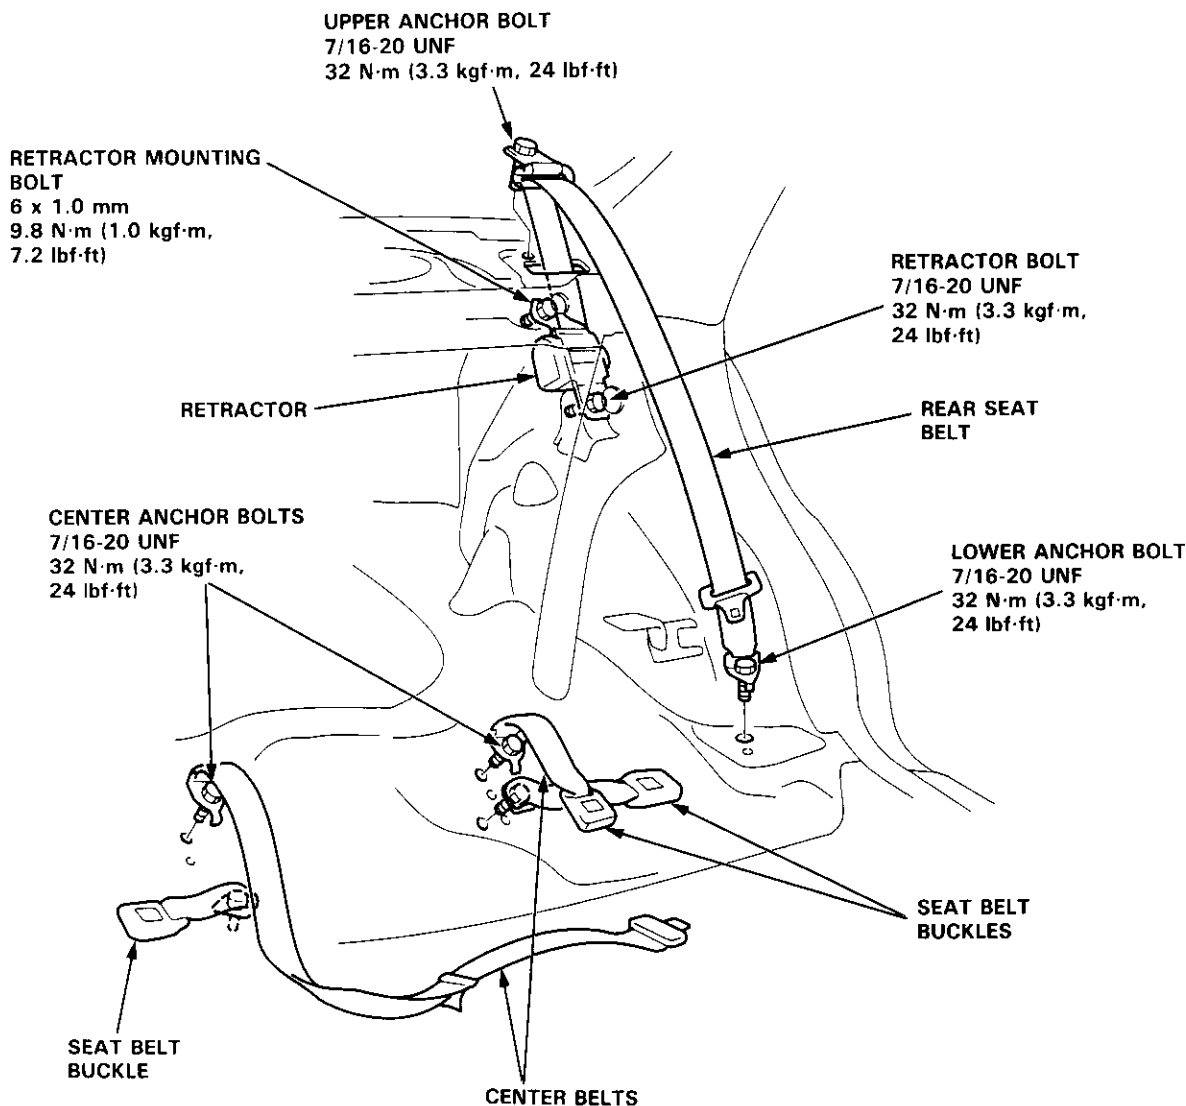 UPPER ANCHOR BOLT
7/16-20 UNF
32 N·m (3.3 kgf·m, 24 lbf·ft)
RETRACTOR MOUNTING
BOLT
6 x 1.0 mm
9.8 N·m (1.0 kgf·m,
7.2 lbf·ft)
RETRACTOR BOLT
7/16-20 UNF
32 N·m (3.3 kgf·m,
24 lbf·ft)
RETRACTOR
REAR SEAT
BELT
CENTER ANCHOR BOLTS
7/16-20 UNF
32 N·m (3.3 kgf·m,
24 lbf·ft)
LOWER ANCHOR BOLT
7/16-20 UNF
32 N·m (3.3 kgf·m,
24 lbf·ft)
SEAT BELT
BUCKLES
SEAT BELT
BUCKLE
CENTER BELTS